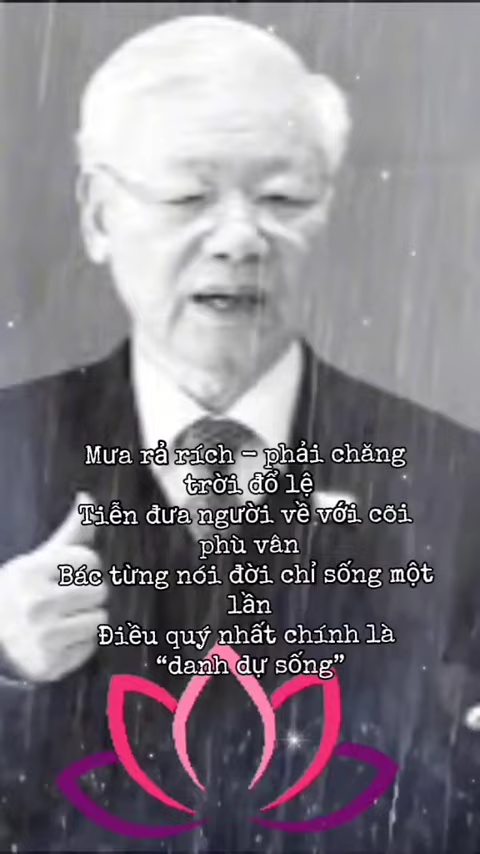 Mưa rả rích - phải chăng
trời đổ lệ
Tiễn đưa người về với cõi
phù vân
Bác từng nói đời chỉ sống một
lần
Điều quý nhất chính là
“danh dự sống”